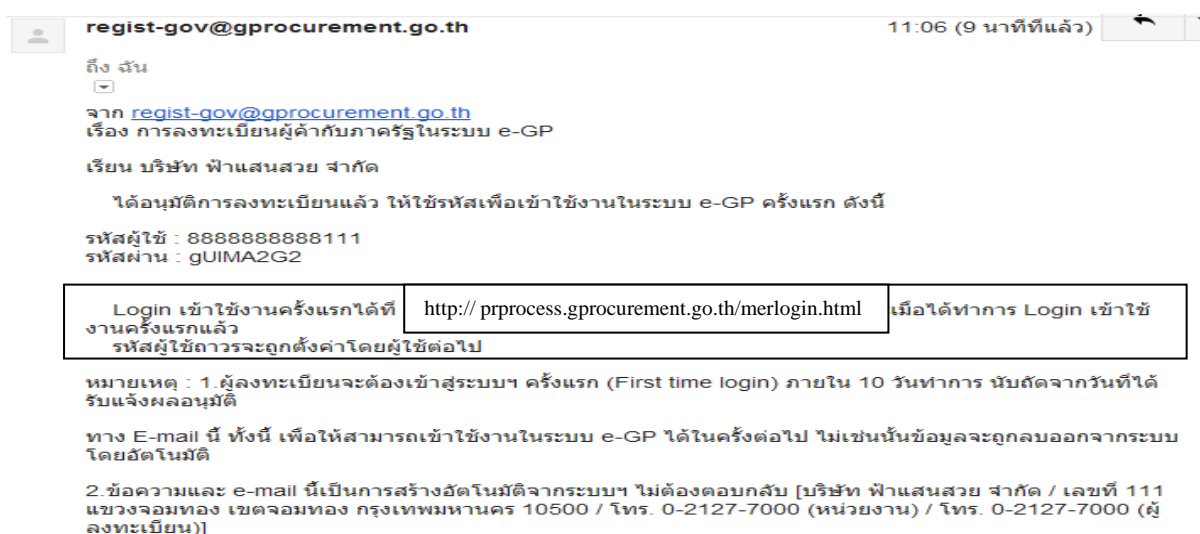 regist-gov@gprocurement.go.th 11:06 (9 นาทีที่แล้ว)
ถึง ฉัน
จาก regist-gov@gprocurement.go.th
เรื่อง การลงทะเบียนผู้ค้ากับภาครัฐในระบบ e-GP
เรียน บริษัท ฟ้าแสนสวย จำกัด
ได้อนุมัติการลงทะเบียนแล้ว ให้ใช้รหัสเพื่อเข้าใช้งานในระบบ e-GP ครั้งแรก ดังนี้
รหัสผู้ใช้ : 8888888888111
รหัสผ่าน : gUIMA2G2
Login เข้าใช้งานครั้งแรกได้ที่ http:// prprocess.gprocurement.go.th/merlogin.html เมื่อได้ทำการ Login เข้าใช้
งานครั้งแรกแล้ว
รหัสผู้ใช้ถาวรจะถูกตั้งค่าโดยผู้ใช้ต่อไป
หมายเหตุ : 1.ผู้ลงทะเบียนจะต้องเข้าสู่ระบบฯ ครั้งแรก (First time login) ภายใน 10 วันทำการ นับถัดจากวันที่ได้
รับแจ้งผลอนุมัติ
ทาง E-mail นี้ ทั้งนี้ เพื่อให้สามารถเข้าใช้งานในระบบ e-GP ได้ในครั้งต่อไป ไม่เช่นนั้นข้อมูลจะถูกลบออกจากระบบ
โดยอัตโนมัติ
2.ข้อความและ e-mail นี้เป็นการสร้างอัตโนมัติจากระบบฯ ไม่ต้องตอบกลับ [บริษัท ฟ้าแสนสวย จำกัด / เลขที่ 111
แขวงจอมทอง เขตจอมทอง กรุงเทพมหานคร 10500 / โทร. 0-2127-7000 (หน่วยงาน) / โทร. 0-2127-7000 (ผู้
ลงทะเบียน)]